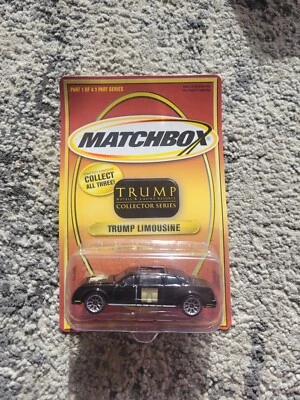 PART 1 OF A 3 PART SERIES
MATCHBOX
COLLECT
ALL THREE!
TRUMP
HOTELS & CASINO RESORTS
COLLECTOR SERIES
TRUMP LIMOUSINE